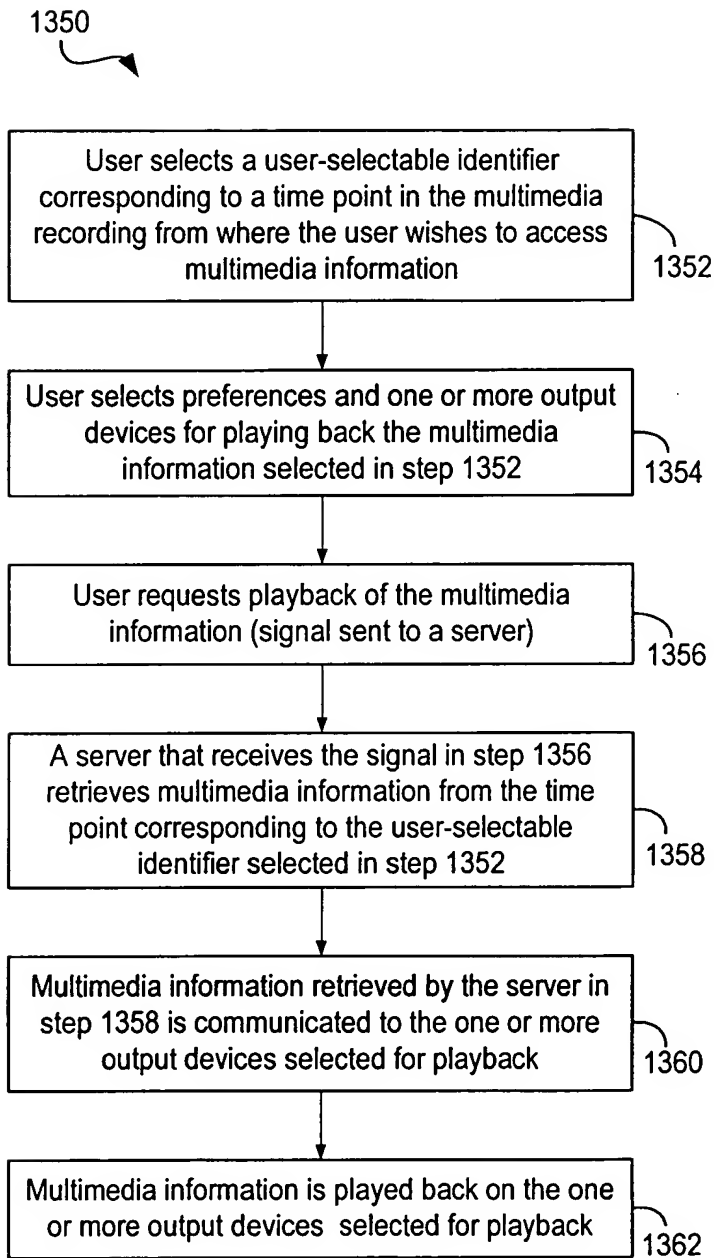 1350
User selects a user-selectable identifier
corresponding to a time point in the multimedia
recording from where the user wishes to access
multimedia information
1352
User selects preferences and one or more output
devices for playing back the multimedia
information selected in step 1352
1354
User requests playback of the multimedia
information (signal sent to a server)
1356
A server that receives the signal in step 1356
retrieves multimedia information from the time
point corresponding to the user-selectable
identifier selected in step 1352
1358
Multimedia information retrieved by the server in
step 1358 is communicated to the one or more
output devices selected for playback
1360
Multimedia information is played back on the one
or more output devices selected for playback
1362